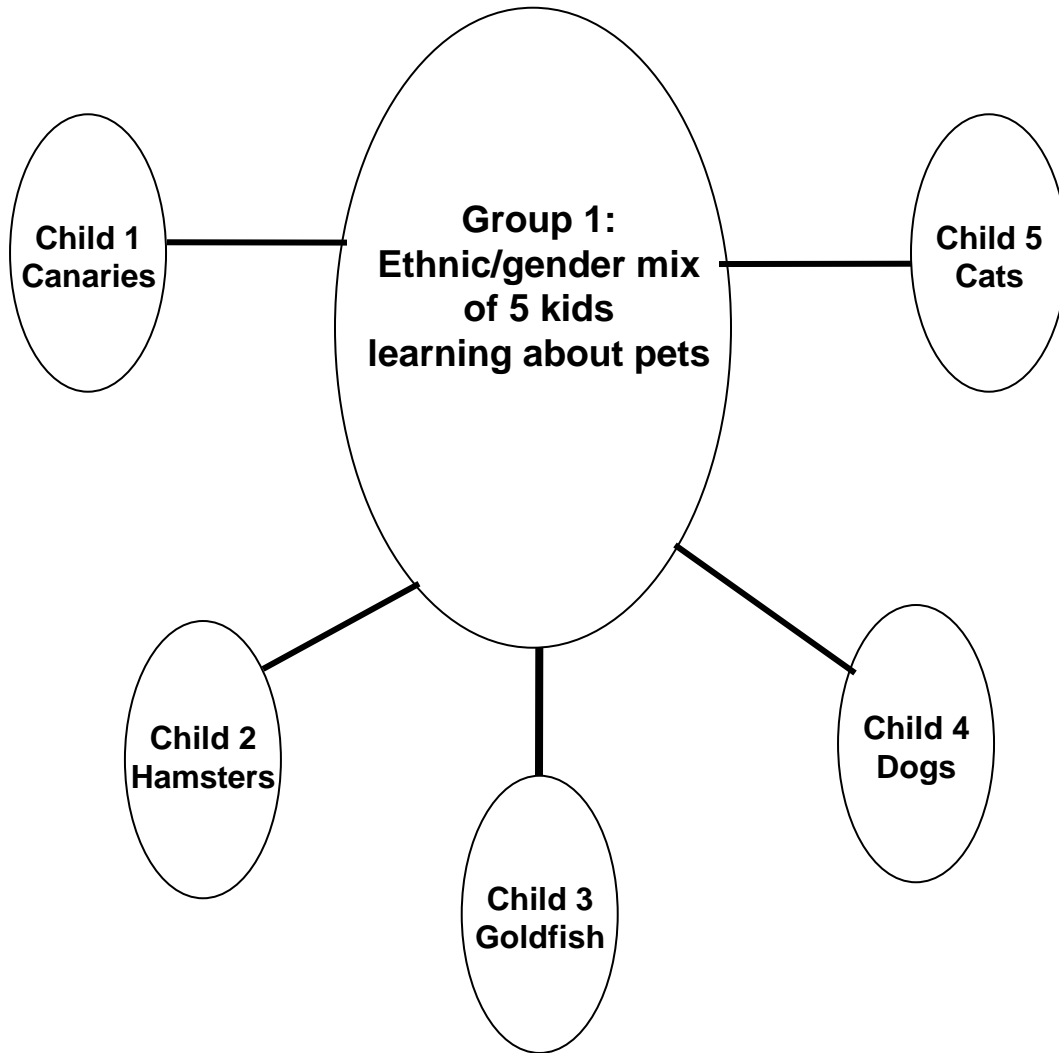 Group 1:
Ethnic/gender mix
of 5 kids
learning about pets
Child 1
Canaries
Child 5
Cats
Child 2
Hamsters
Child 4
Dogs
Child 3
Goldfish